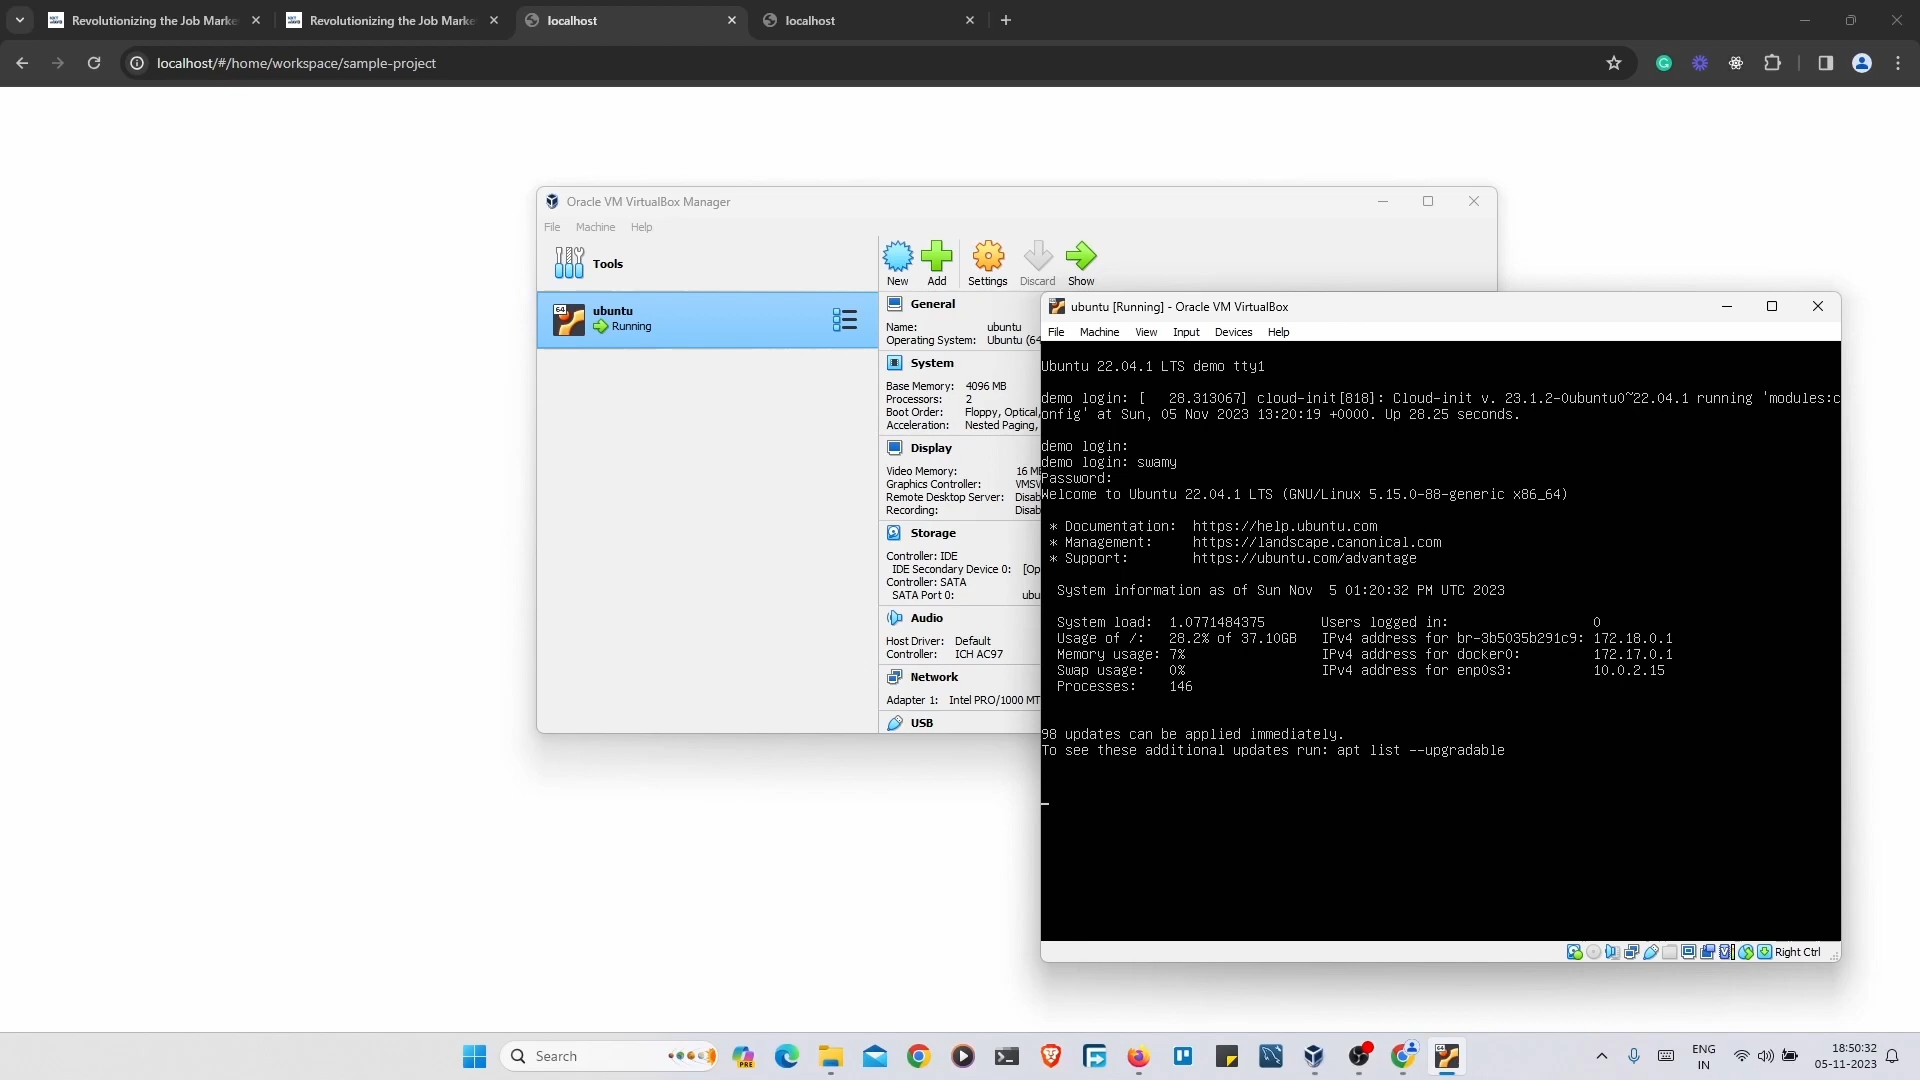 Revolutionizing the Job Marke
Revolutionizing the Job Marke
localhost
localhost
localhost/#/home/workspace/sample-project
Oracle VM VirtualBox Manager
File Machine Help
Tools
New Add Settings Discard Show
64
ubuntu
Running
General
Name: ubuntu
Operating System: Ubuntu (64
System
Base Memory: 4096 MB
Processors: 2
Boot Order: Floppy, Optical,
Acceleration: Nested Paging,
Display
Video Memory: 16 MB
Graphics Controller: VMSV
Remote Desktop Server: Disab
Recording: Disab
Storage
Controller: IDE
IDE Secondary Device 0: [Op
Controller: SATA
SATA Port 0: ubu
Audio
Host Driver: Default
Controller: ICH AC97
Network
Adapter 1: Intel PRO/1000 MT
USB
ubuntu [Running] - Oracle VM VirtualBox
File Machine View Input Devices Help
Ubuntu 22.04.1 LTS demo tty1
demo login: [   28.313067] cloud-init[818]: Cloud-init v. 23.1.2-0ubuntu0~22.04.1 running 'modules:c
onfig' at Sun, 05 Nov 2023 13:20:19 +0000. Up 28.25 seconds.
demo login:
demo login: swamy
Password:
Welcome to Ubuntu 22.04.1 LTS (GNU/Linux 5.15.0-88-generic x86_64)
* Documentation:  https://help.ubuntu.com
* Management:     https://landscape.canonical.com
* Support:        https://ubuntu.com/advantage
System information as of Sun Nov  5 01:20:32 PM UTC 2023
System load:  1.0771484375       Users logged in:                  0
Usage of /:   28.2% of 37.10GB   IPv4 address for br-3b5035b291c9: 172.18.0.1
Memory usage: 7%                 IPv4 address for docker0:         172.17.0.1
Swap usage:   0%                 IPv4 address for enp0s3:          10.0.2.15
Processes:    146
98 updates can be applied immediately.
To see these additional updates run: apt list --upgradable
Right Ctrl
Search
PRE
ENG
IN
18:50:32
05-11-2023